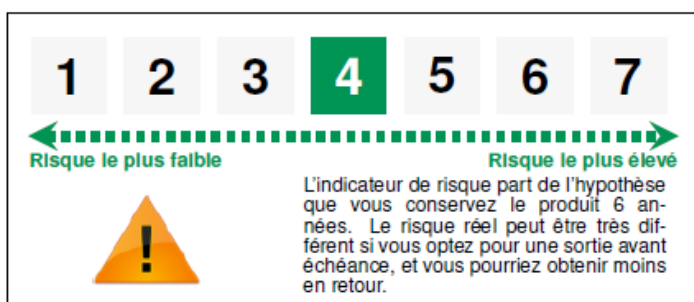 1 2 3 4 5 6 7
Risque le plus faible Risque le plus élevé
L'indicateur de risque part de l'hypothèse
que vous conservez le produit 6 an-
nées. Le risque réel peut être très dif-
férent si vous optez pour une sortie avant
échéance, et vous pourriez obtenir moins
en retour.
!